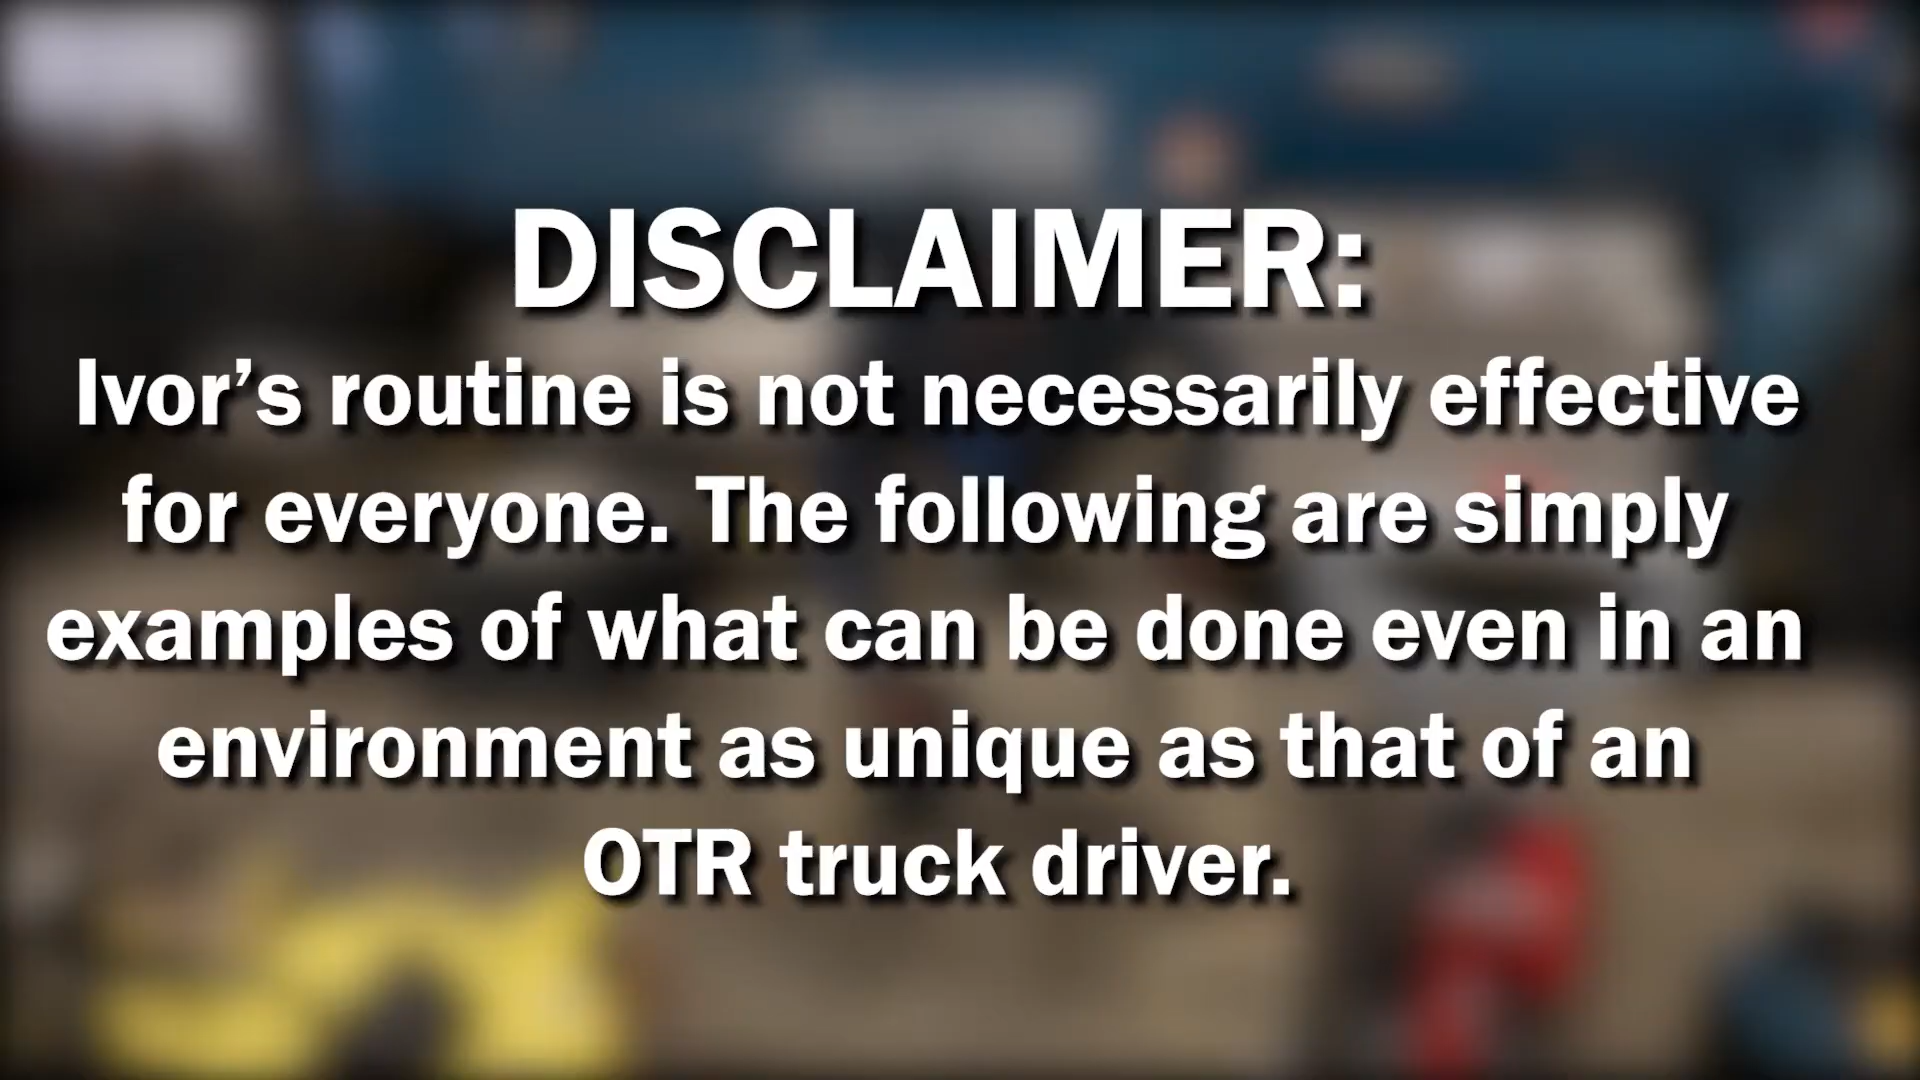 DISCLAIMER:
Ivor’s routine is not necessarily effective
for everyone. The following are simply
examples of what can be done even in an
environment as unique as that of an
OTR truck driver.